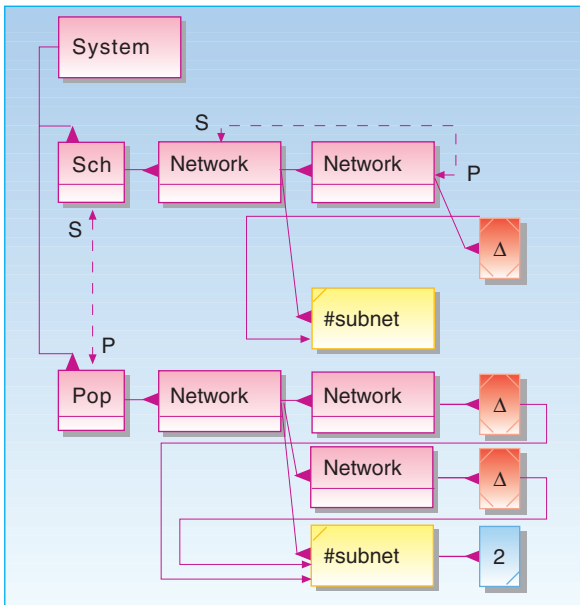 System
S
Sch
Network
Network
P
S
Δ
#subnet
P
Pop
Network
Network
Δ
Network
Δ
#subnet
2